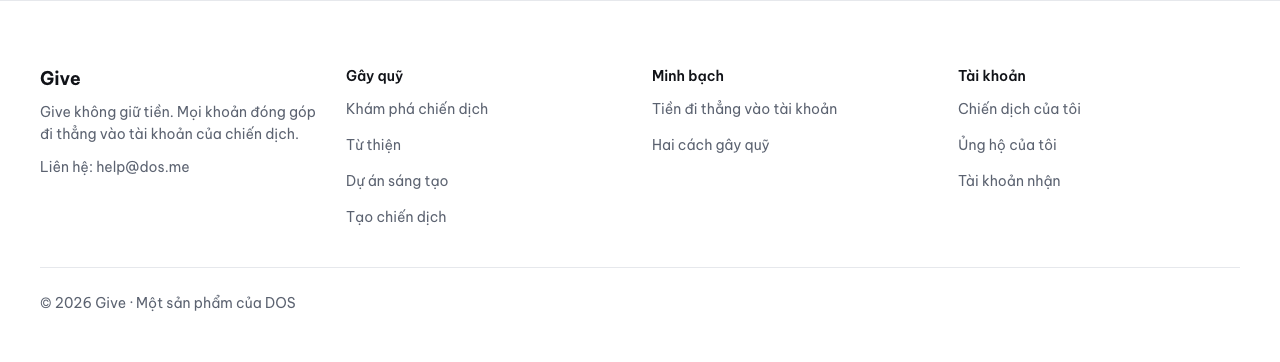 Give
Give không giữ tiền. Mọi khoản đóng góp
đi thẳng vào tài khoản của chiến dịch.
Liên hệ: help@dos.me
Gây quỹ
Khám phá chiến dịch
Từ thiện
Dự án sáng tạo
Tạo chiến dịch
Minh bạch
Tiền đi thẳng vào tài khoản
Hai cách gây quỹ
Tài khoản
Chiến dịch của tôi
Ủng hộ của tôi
Tài khoản nhận
© 2026 Give · Một sản phẩm của DOS